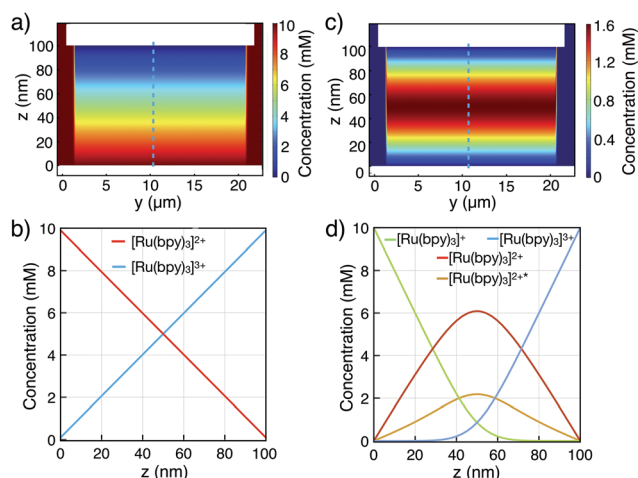 a)
100
80
60
40
20
0
z (nm)
0
5
10
15
20
y (µm)
10
8
6
4
2
0
Concentration (mM)
c)
100
80
60
40
20
0
z (nm)
0
5
10
15
20
y (µm)
1.6
1.2
0.8
0.4
0
Concentration (mM)
b)
10
8
6
4
2
0
Concentration (mM)
[Ru(bpy)₃]²⁺
[Ru(bpy)₃]³⁺
0
20
40
60
80
100
z (nm)
d)
10
8
6
4
2
0
Concentration (mM)
[Ru(bpy)₃]⁺
[Ru(bpy)₃]³⁺
[Ru(bpy)₃]²⁺
[Ru(bpy)₃]²⁺*
0
20
40
60
80
100
z (nm)